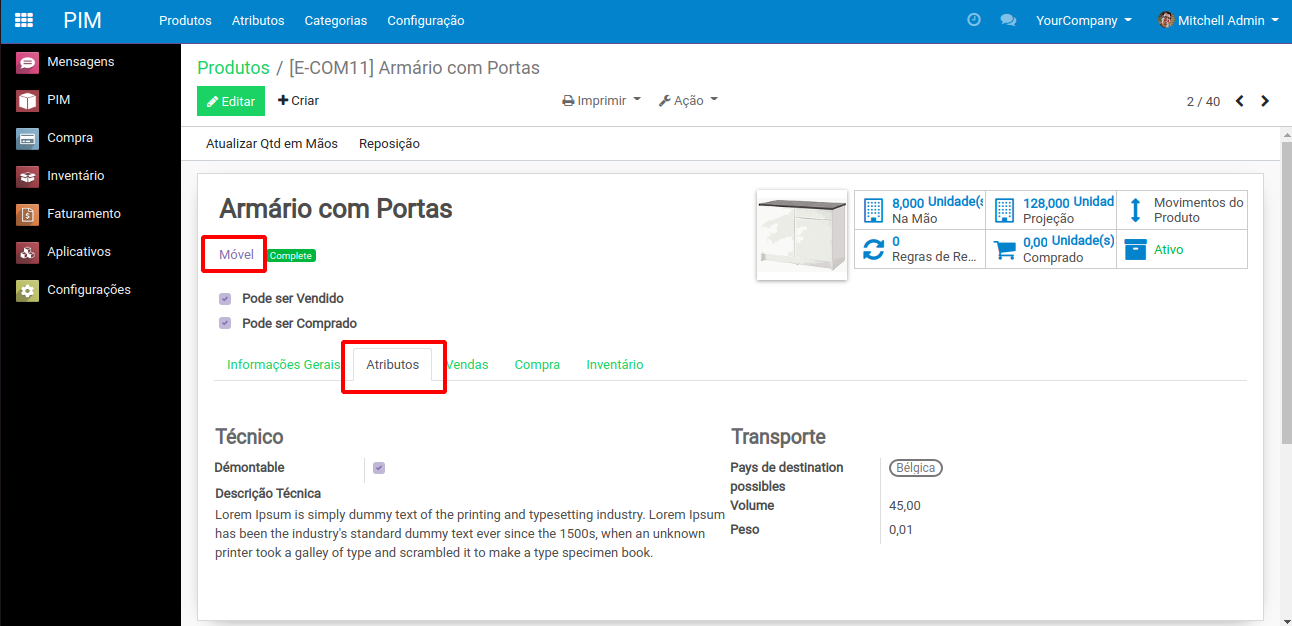 PIM Produtos Atributos Categorias Configuração YourCompany Mitchell Admin
Mensagens
PIM
Compra
Inventário
Faturamento
Aplicativos
Configurações
Produtos / [E-COM11] Armário com Portas
Editar Criar Imprimir Ação 2 / 40
Atualizar Qtd em Mãos Reposição
Armário com Portas
Móvel Complete
8,000 Unidade(s
Na Mão
128,000 Unidad
Projeção
Movimentos do
Produto
0
Regras de Re...
0,00 Unidade(s)
Comprado
Ativo
Pode ser Vendido
Pode ser Comprado
Informações Gerais Atributos Vendas Compra Inventário
Técnico
Démontable
Descrição Técnica
Lorem Ipsum is simply dummy text of the printing and typesetting industry. Lorem Ipsum
has been the industry's standard dummy text ever since the 1500s, when an unknown
printer took a galley of type and scrambled it to make a type specimen book.
Transporte
Pays de destination
possibles
Bélgica
Volume 45,00
Peso 0,01